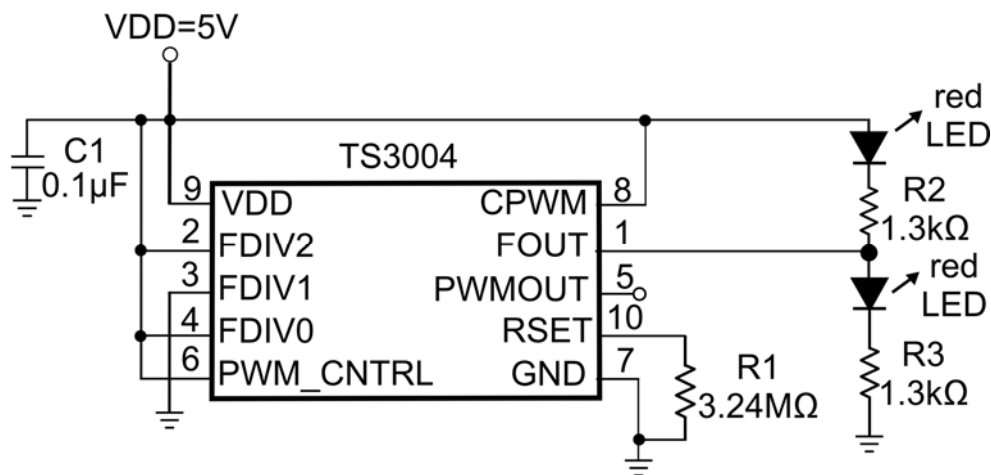 VDD=5V
C1
0.1µF
TS3004
9
VDD
2
FDIV2
3
FDIV1
4
FDIV0
6
PWM_CNTRL
CPWM
8
FOUT
1
PWMOUT
5
RSET
10
GND
7
R1
3.24MΩ
red
LED
R2
1.3kΩ
red
LED
R3
1.3kΩ